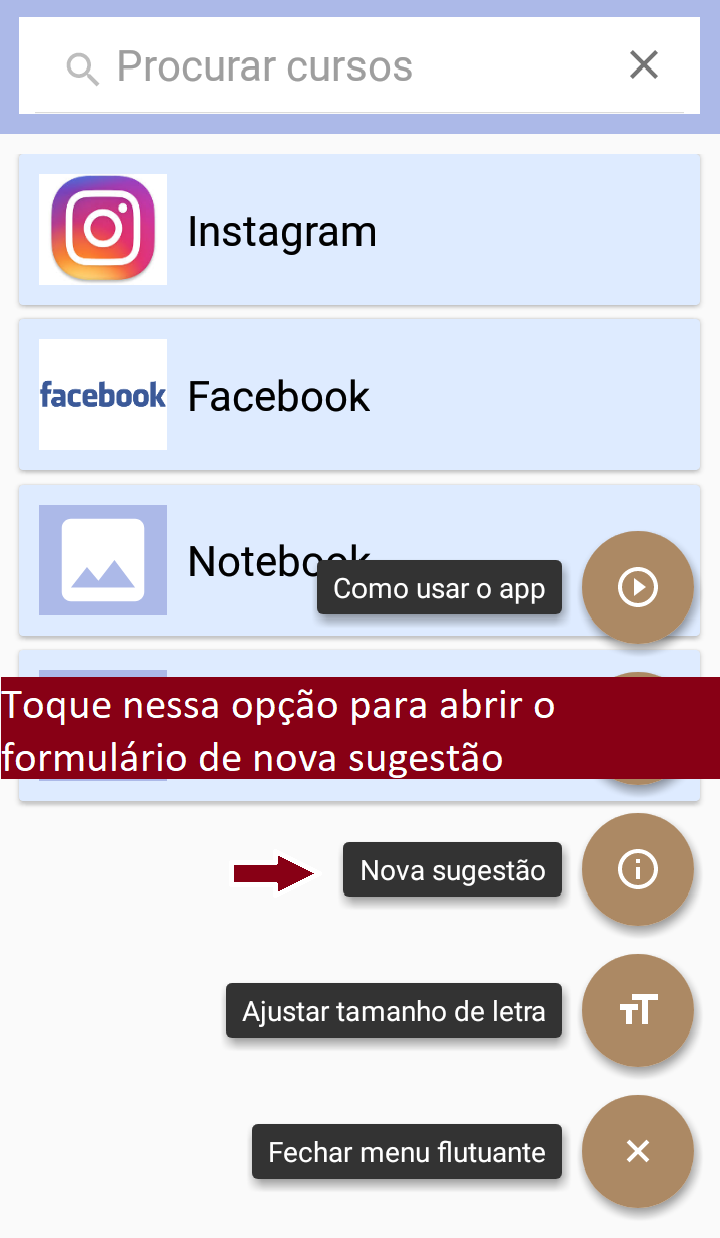 Procurar cursos
Instagram
facebook
Facebook
Como usar o app
Toque nessa opção para abrir o
formulário de nova sugestão
Nova sugestão
Ajustar tamanho de letra
Fechar menu flutuante